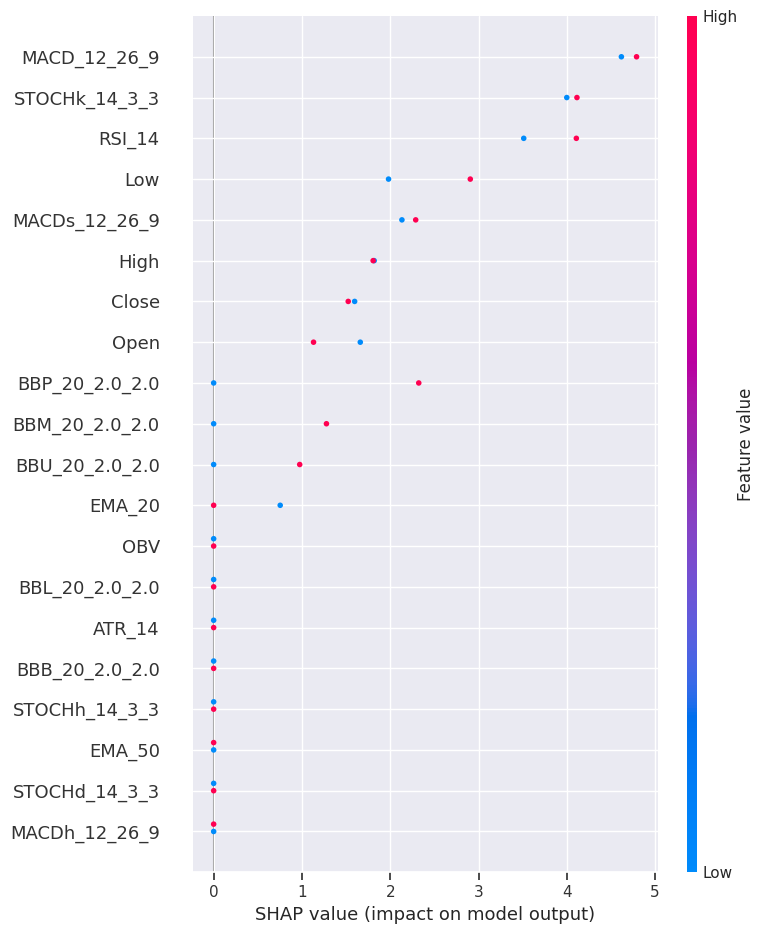 High
MACD_12_26_9
STOCHk_14_3_3
RSI_14
Low
MACDs_12_26_9
High
Close
Open
BBP_20_2.0_2.0
BBM_20_2.0_2.0
BBU_20_2.0_2.0
EMA_20
OBV
BBL_20_2.0_2.0
ATR_14
BBB_20_2.0_2.0
STOCHh_14_3_3
EMA_50
STOCHd_14_3_3
MACDh_12_26_9
Feature value
Low
0 1 2 3 4 5
SHAP value (impact on model output)